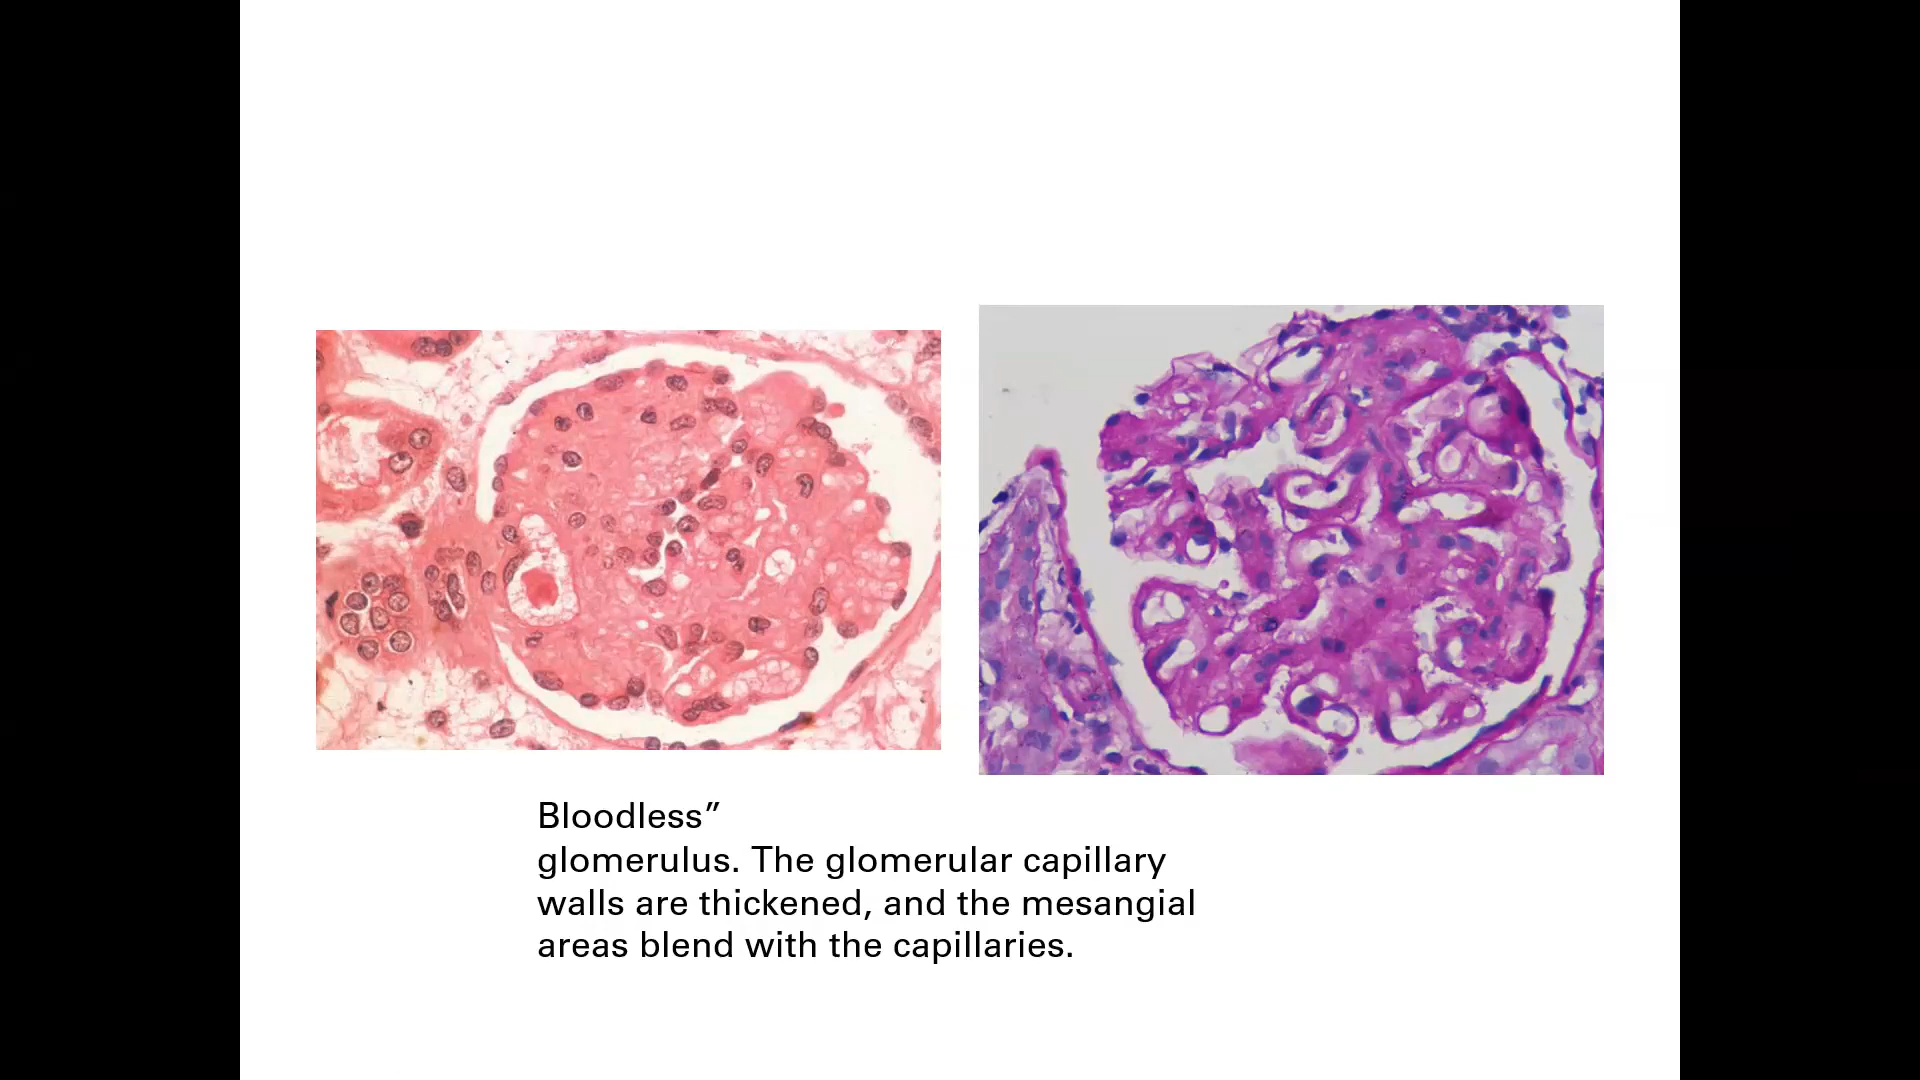 Bloodless”
glomerulus. The glomerular capillary
walls are thickened, and the mesangial
areas blend with the capillaries.